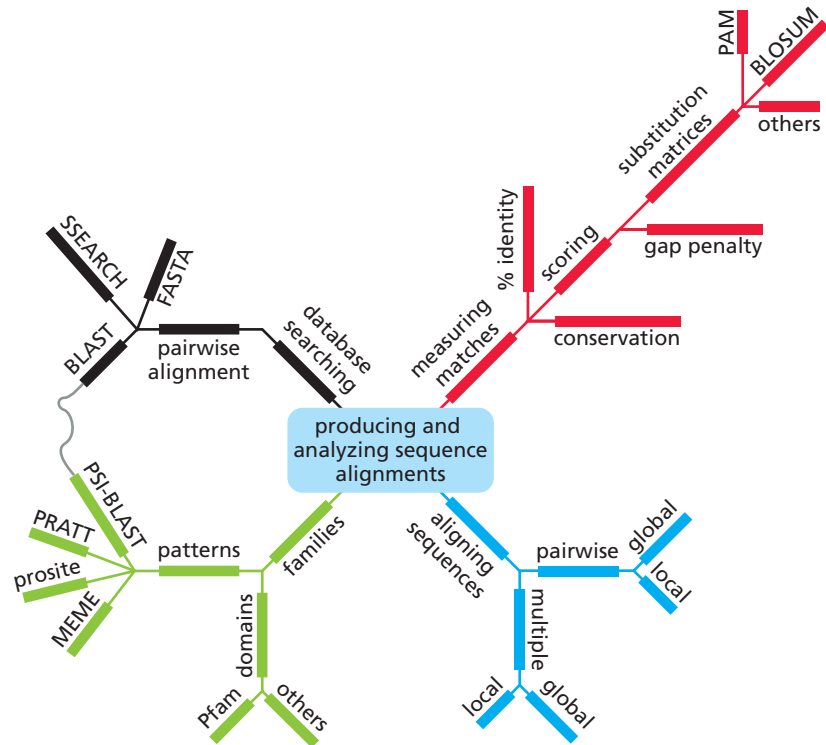 PAM
BLOSUM
others
substitution
matrices
% identity
scoring
gap penalty
measuring
matches
conservation
SSEARCH
FASTA
BLAST
pairwise
alignment
database
searching
producing and
analyzing sequence
alignments
PSI-BLAST
PRATT
prosite
MEME
patterns
families
domains
Pfam
others
aligning
sequences
pairwise
global
local
multiple
local
global